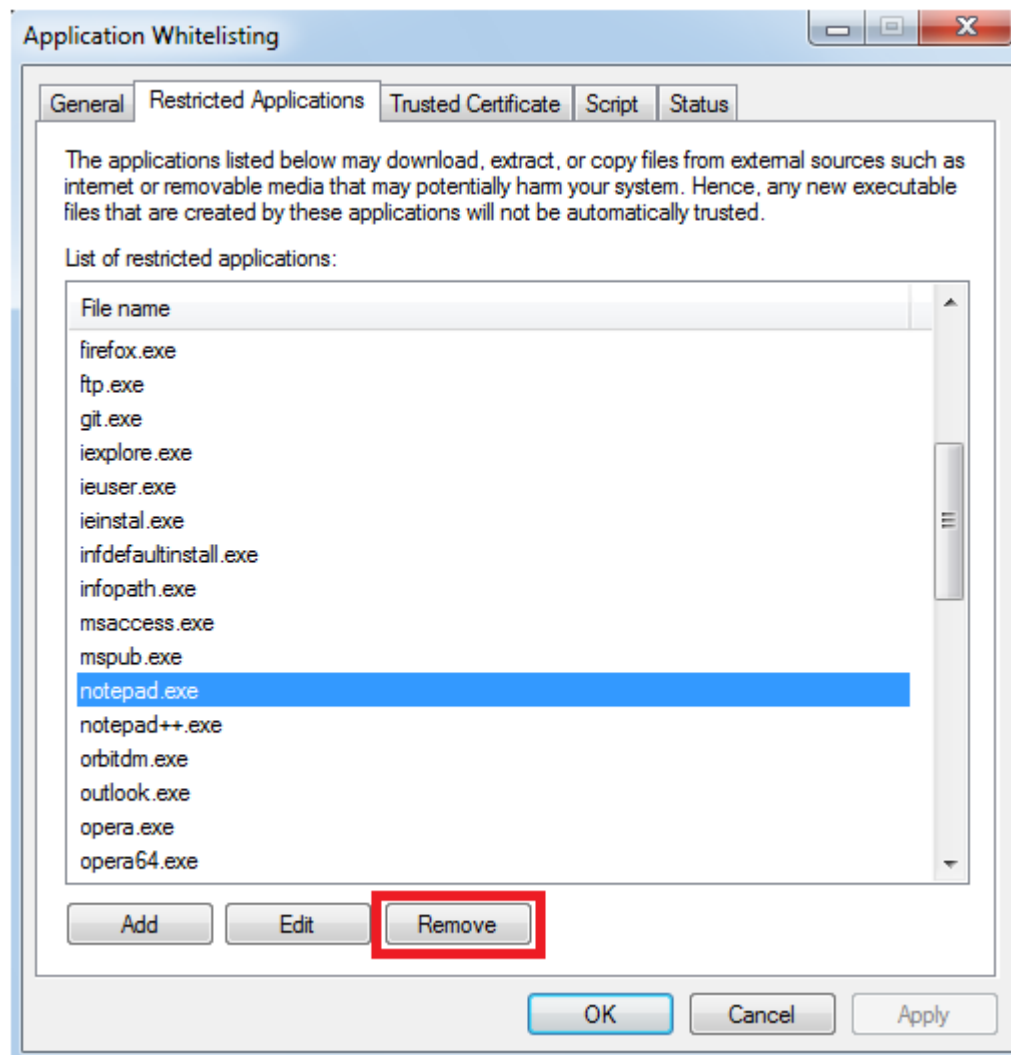 Application Whitelisting
General Restricted Applications Trusted Certificate Script Status
The applications listed below may download, extract, or copy files from external sources such as
internet or removable media that may potentially harm your system. Hence, any new executable
files that are created by these applications will not be automatically trusted.
List of restricted applications:
File name
firefox.exe
ftp.exe
git.exe
iexplore.exe
ieuser.exe
ieinstal.exe
infdefaultinstall.exe
infopath.exe
msaccess.exe
mspub.exe
notepad.exe
notepad++.exe
orbitdm.exe
outlook.exe
opera.exe
opera64.exe
Add Edit Remove
OK Cancel Apply